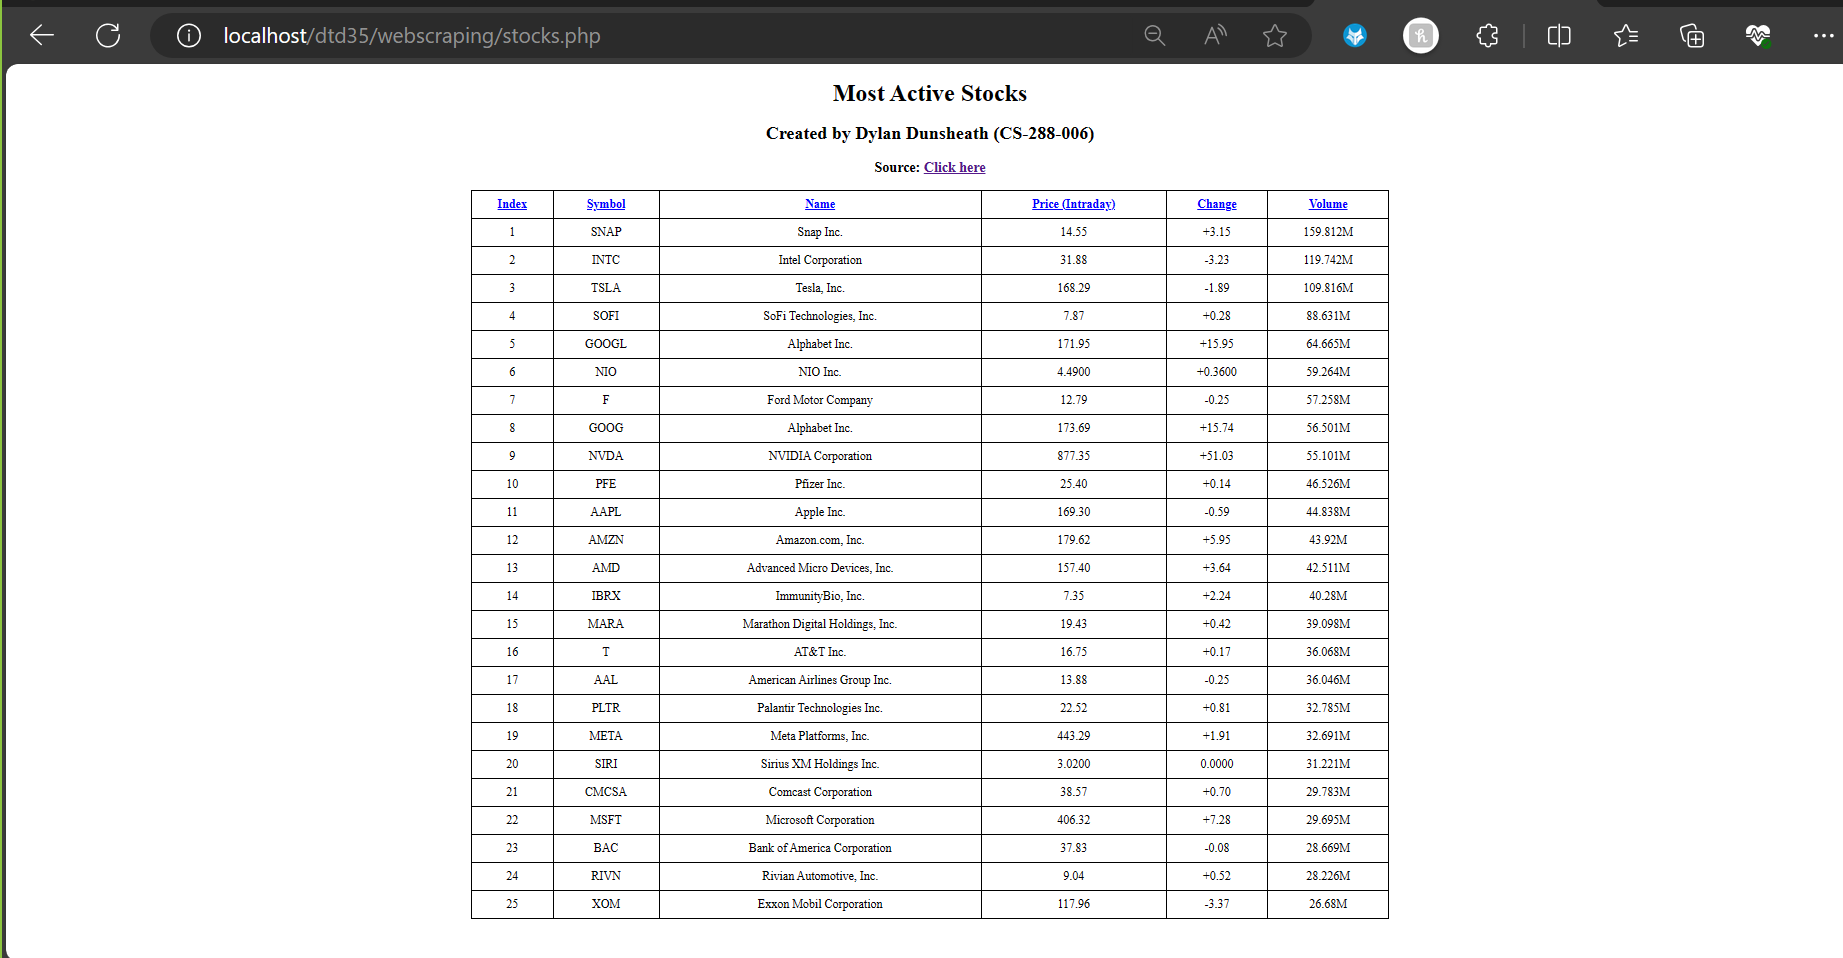 localhost/dtd35/webscraping/stocks.php
Most Active Stocks
Created by Dylan Dunsheath (CS-288-006)
Source: Click here
Index Symbol Name Price (Intraday) Change Volume
1 SNAP Snap Inc. 14.55 +3.15 159.812M
2 INTC Intel Corporation 31.88 -3.23 119.742M
3 TSLA Tesla, Inc. 168.29 -1.89 109.816M
4 SOFI SoFi Technologies, Inc. 7.87 +0.28 88.631M
5 GOOGL Alphabet Inc. 171.95 +15.95 64.665M
6 NIO NIO Inc. 4.4900 +0.3600 59.264M
7 F Ford Motor Company 12.79 -0.25 57.258M
8 GOOG Alphabet Inc. 173.69 +15.74 56.501M
9 NVDA NVIDIA Corporation 877.35 +51.03 55.101M
10 PFE Pfizer Inc. 25.40 +0.14 46.526M
11 AAPL Apple Inc. 169.30 -0.59 44.838M
12 AMZN Amazon.com, Inc. 179.62 +5.95 43.92M
13 AMD Advanced Micro Devices, Inc. 157.40 +3.64 42.511M
14 IBRX ImmunityBio, Inc. 7.35 +2.24 40.28M
15 MARA Marathon Digital Holdings, Inc. 19.43 +0.42 39.098M
16 T AT&T Inc. 16.75 +0.17 36.068M
17 AAL American Airlines Group Inc. 13.88 -0.25 36.046M
18 PLTR Palantir Technologies Inc. 22.52 +0.81 32.785M
19 META Meta Platforms, Inc. 443.29 +1.91 32.691M
20 SIRI Sirius XM Holdings Inc. 3.0200 0.0000 31.221M
21 CMCSA Comcast Corporation 38.57 +0.70 29.783M
22 MSFT Microsoft Corporation 406.32 +7.28 29.695M
23 BAC Bank of America Corporation 37.83 -0.08 28.669M
24 RIVN Rivian Automotive, Inc. 9.04 +0.52 28.226M
25 XOM Exxon Mobil Corporation 117.96 -3.37 26.68M